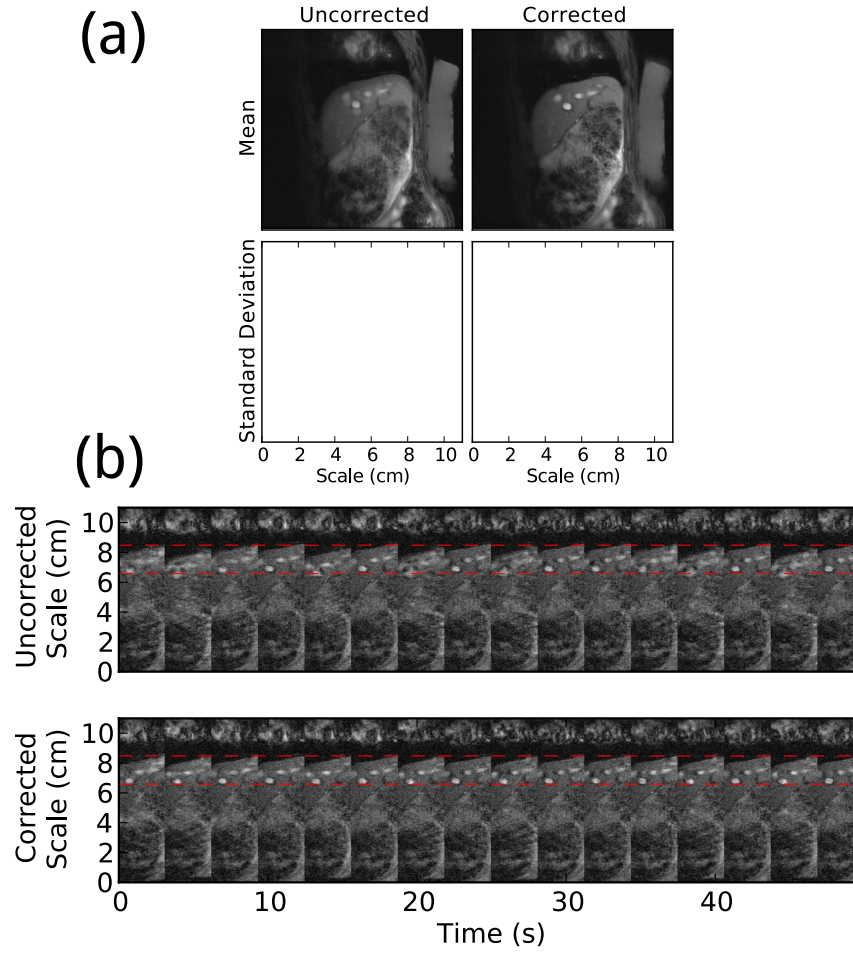 (a)
Uncorrected
Corrected
Mean
Standard Deviation
0 2 4 6 8 10
0 2 4 6 8 10
Scale (cm)
Scale (cm)
(b)
Uncorrected
Scale (cm)
10
8
6
4
2
0
Corrected
Scale (cm)
10
8
6
4
2
0
0 10 20 30 40
Time (s)